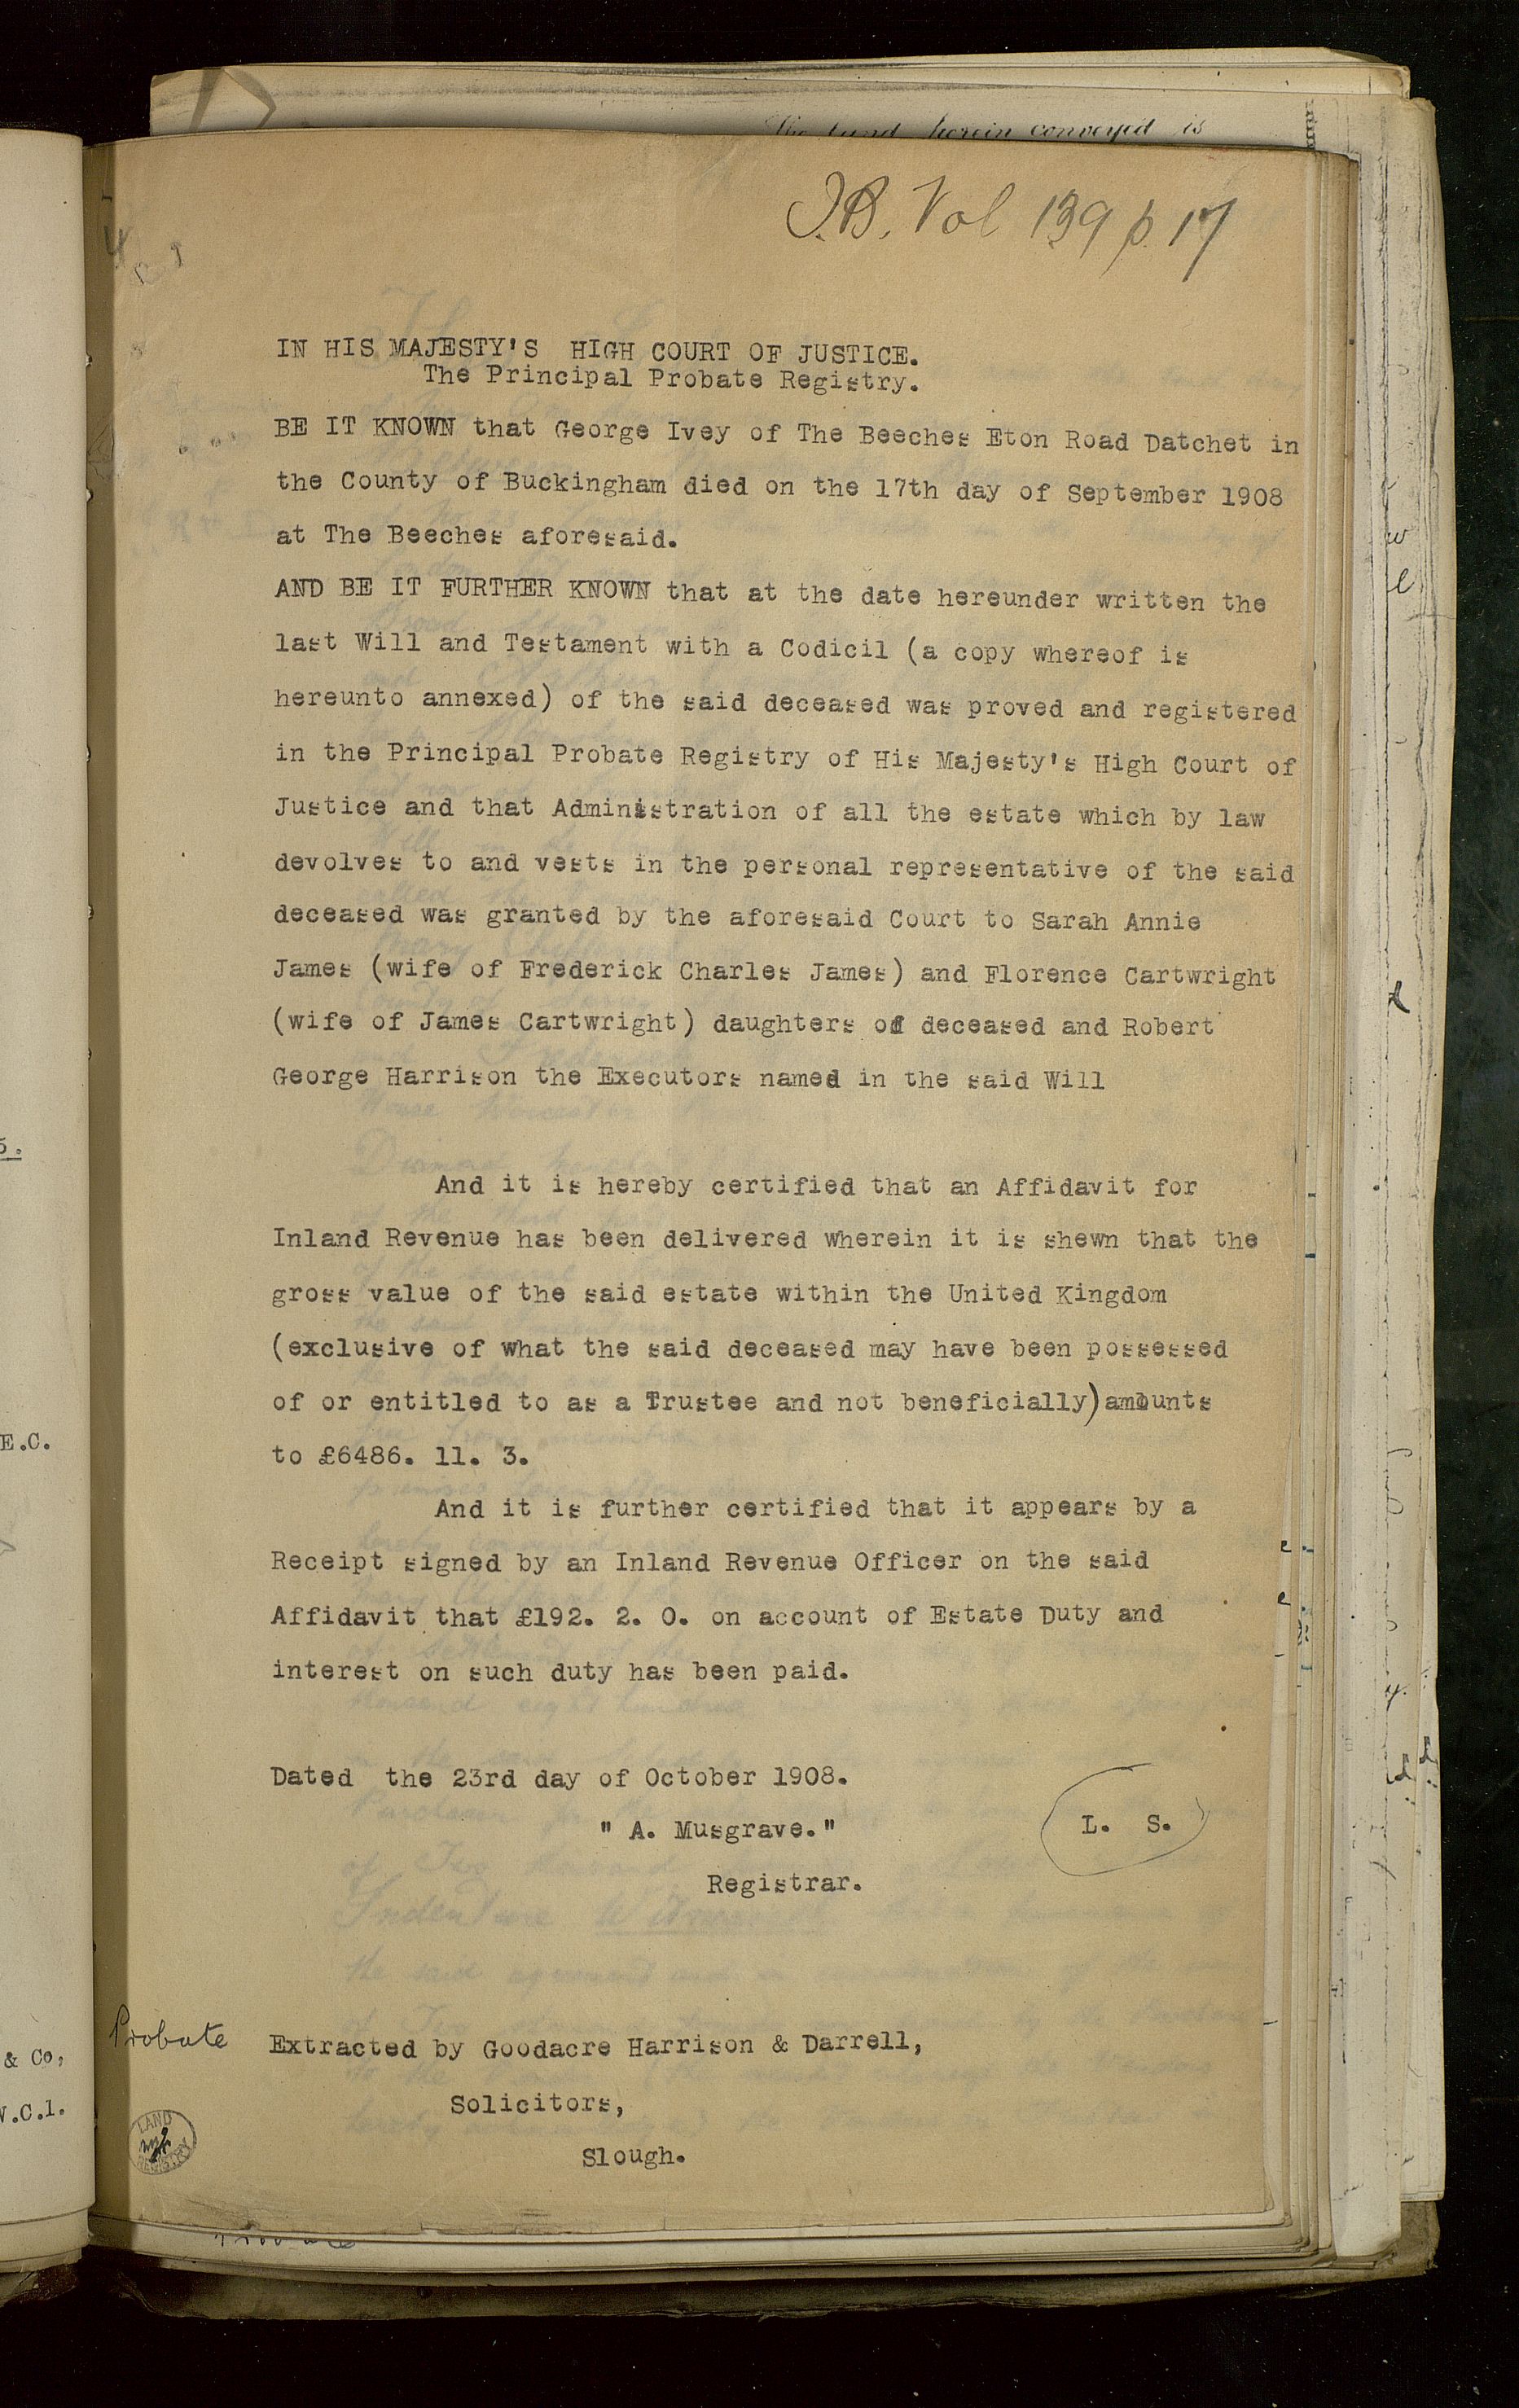 The land herein conveyed is
J.B. Vol 139 p. 17
IN HIS MAJESTY'S HIGH COURT OF JUSTICE.
The Principal Probate Registry.
BE IT KNOWN that George Ivey of The Beeches Eton Road Datchet in
the County of Buckingham died on the 17th day of September 1908
at The Beeches aforesaid.
AND BE IT FURTHER KNOWN that at the date hereunder written the
last Will and Testament with a Codicil (a copy whereof is
hereunto annexed) of the said deceased was proved and registered
in the Principal Probate Registry of His Majesty's High Court of
Justice and that Administration of all the estate which by law
devolves to and vests in the personal representative of the said
deceased was granted by the aforesaid Court to Sarah Annie
James (wife of Frederick Charles James) and Florence Cartwright
(wife of James Cartwright) daughters of deceased and Robert
George Harrison the Executors named in the said Will
5.
And it is hereby certified that an Affidavit for
Inland Revenue has been delivered wherein it is shewn that the
gross value of the said estate within the United Kingdom
(exclusive of what the said deceased may have been possessed
of or entitled to as a Trustee and not beneficially)amounts
E.C.
to £6486. 11. 3.
And it is further certified that it appears by a
Receipt signed by an Inland Revenue Officer on the said
Affidavit that £192. 2. 0. on account of Estate Duty and
interest on such duty has been paid.
Dated the 23rd day of October 1908.
" A. Musgrave."
L. S.
Registrar.
Probate
Extracted by Goodacre Harrison & Darrell,
& Co,
Solicitors,
W.C.1.
LAND
REGISTRY
Slough.